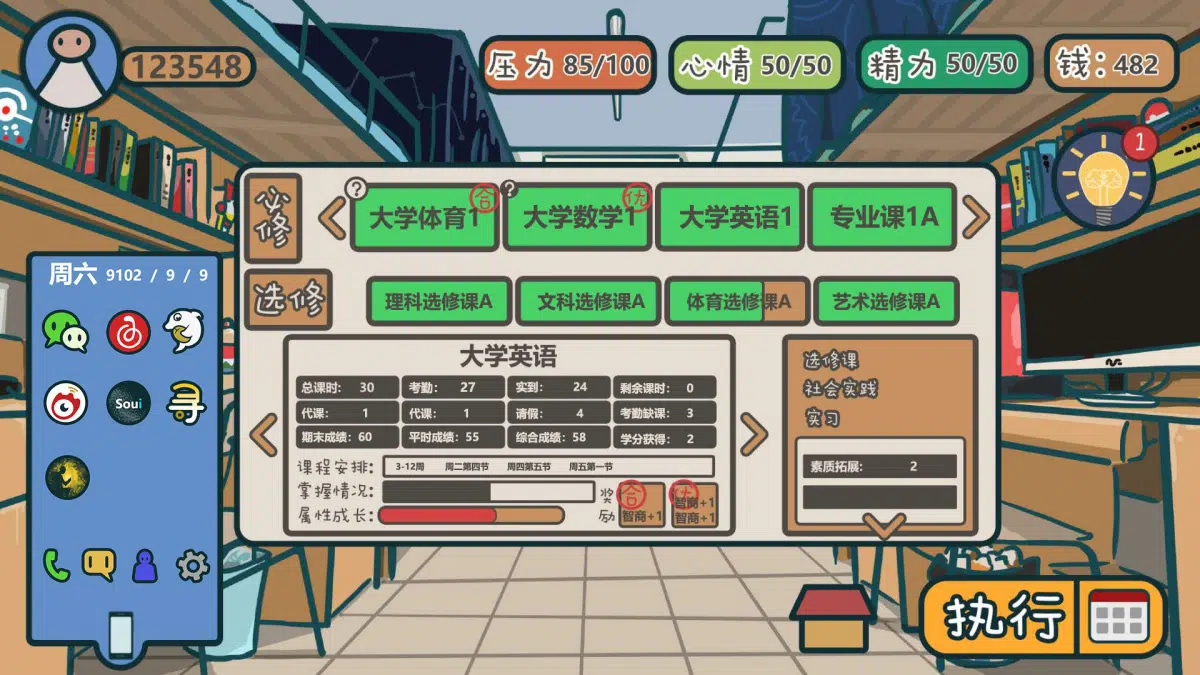 123548
压力 85/100
心情 50/50
精力 50/50
钱：482
1
必修
? 大学体育1 合
? 大学数学1 优
大学英语1
专业课1A
选修
理科选修课A
文科选修课A
体育选修课A
艺术选修课A
周六 9102 / 9 / 9
Soui
寻
大学英语
总课时： 30 考勤： 27 实到： 24 剩余课时： 0
代课： 1 代课： 1 请假： 4 考勤缺课： 3
期末成绩：60 平时成绩：55 综合成绩：58 学分获得： 2
课程安排： 3-12周 周二第四节 周四第五节 周五第一节
掌握情况：
属性成长：
奖励
合
智商+1
优
智商+1
智商+1
选修课
社会实践
实习
素质拓展： 2
执行